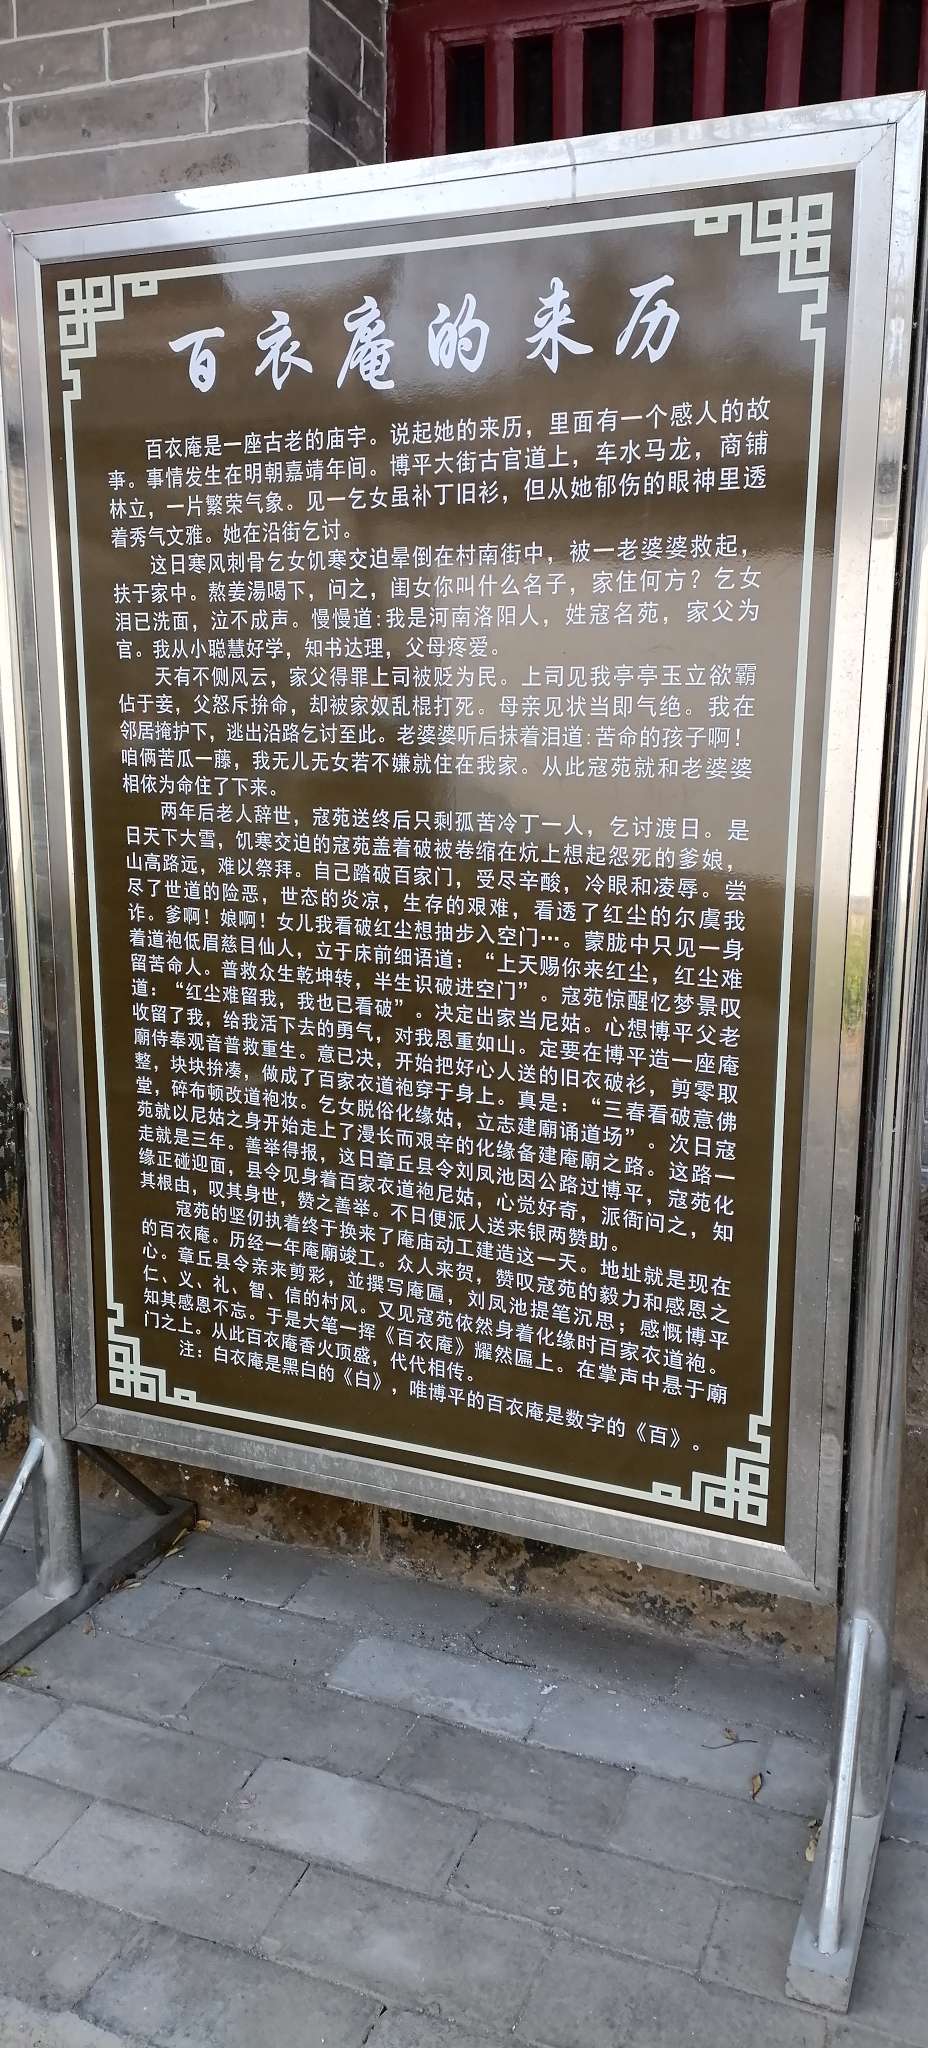 百衣庵的来历
百衣庵是一座古老的庙宇。说起她的来历，里面有一个感人的故
事。事情发生在明朝嘉靖年间。博平大街古官道上，车水马龙，商铺
林立，一片繁荣气象。见一乞女虽补丁旧衫，但从她郁伤的眼神里透
着秀气文雅。她在沿街乞讨。
这日寒风刺骨乞女饥寒交迫晕倒在村南街中，被一老婆婆救起，
扶于家中。熬姜湯喝下，问之，闺女你叫什么名子，家住何方？乞女
泪已洗面，泣不成声。慢慢道:我是河南洛阳人，姓寇名苑，家父为
官。我从小聪慧好学，知书达理，父母疼爱。
天有不侧风云，家父得罪上司被贬为民。上司见我亭亭玉立欲霸
佔于妾，父怒斥拚命，却被家奴乱棍打死。母亲见状当即气绝。我在
邻居掩护下，逃出沿路乞讨至此。老婆婆听后抹着泪道:苦命的孩子啊！
咱俩苦瓜一藤，我无儿无女若不嫌就住在我家。从此寇苑就和老婆婆
相依为命住了下来。
两年后老人辞世，寇苑送终后只剩孤苦冷丁一人，乞讨渡日。是
日天下大雪，饥寒交迫的寇苑盖着破被卷缩在炕上想起怨死的爹娘，
山高路远，难以祭拜。自己踏破百家门，受尽辛酸，冷眼和凌辱。尝
尽了世道的险恶，世态的炎凉，生存的艰难，看透了红尘的尔虞我
诈。爹啊！娘啊！女儿我看破红尘想抽步入空门…。蒙胧中只见一身
着道袍低眉慈目仙人，立于床前细语道：“上天赐你来红尘，红尘难
留苦命人。普救众生乾坤转，半生识破进空门”。寇苑惊醒忆梦景叹
道：“红尘难留我，我也已看破”。决定出家当尼姑。心想博平父老
收留了我，给我活下去的勇气，对我恩重如山。定要在博平造一座庵
廟侍奉观音普救重生。意已决，开始把好心人送的旧衣破衫，剪零取
整，块块拚凑，做成了百家衣道袍穿于身上。真是：“三春看破意佛
堂，碎布顿改道袍妆。乞女脱俗化缘姑，立志建廟诵道场”。次日寇
苑就以尼姑之身开始走上了漫长而艰辛的化缘备建庵廟之路。这路一
走就是三年。善举得报，这日章丘县令刘凤池因公路过博平，寇苑化
缘正碰迎面，县令见身着百家衣道袍尼姑，心觉好奇，派衙问之，知
其根由，叹其身世，赞之善举。不日便派人送来银两赞助。
寇苑的坚仞执着终于换来了庵庙动工建造这一天。地址就是现在
的百衣庵。历经一年庵廟竣工。众人来贺，赞叹寇苑的毅力和感恩之
心。章丘县令亲来剪彩，並撰写庵匾，刘凤池提笔沉思；感慨博平
仁、义、礼、智、信的村风。又见寇苑依然身着化缘时百家衣道袍。
知其感恩不忘。于是大笔一挥《百衣庵》耀然匾上。在掌声中悬于廟
门之上。从此百衣庵香火顶盛，代代相传。
注：白衣庵是黑白的《白》，唯博平的百衣庵是数字的《百》。